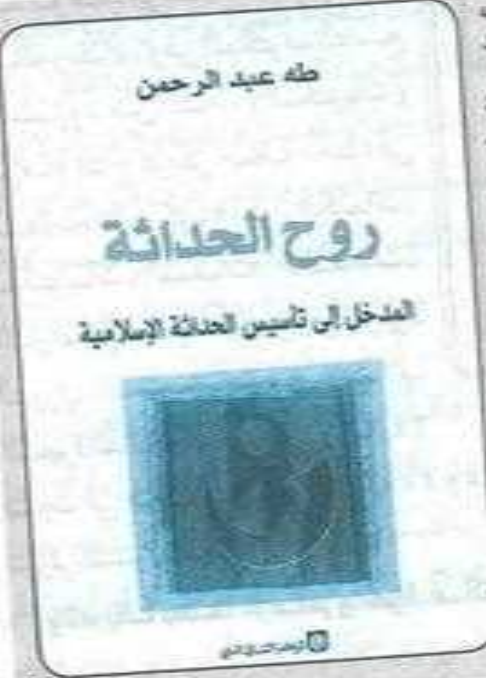 طه عبد الرحمن
روح الحداثة
المدخل إلى تأسيس الحداثة الإسلامية